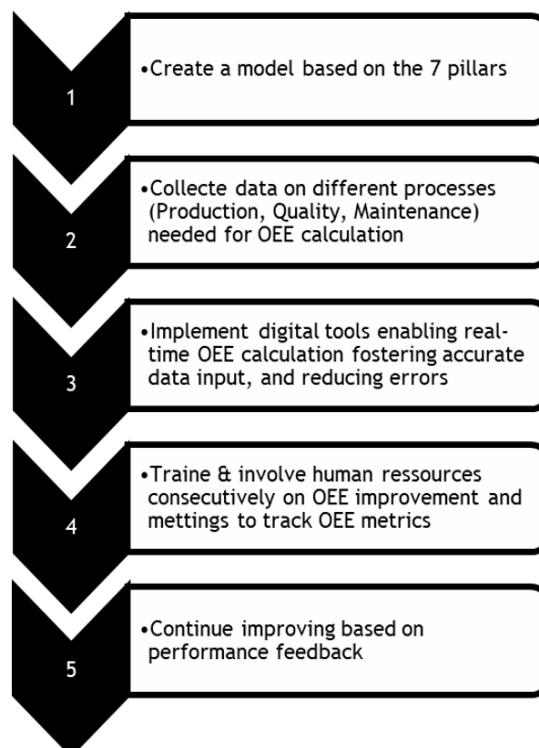 1
•Create a model based on the 7 pillars
2
•Collecte data on different processes
(Production, Quality, Maintenance)
needed for OEE calculation
3
•Implement digital tools enabling real-
time OEE calculation fostering accurate
data input, and reducing errors
4
•Traine & involve human ressources
consecutively on OEE improvement and
mettings to track OEE metrics
5
•Continue improving based on
performance feedback